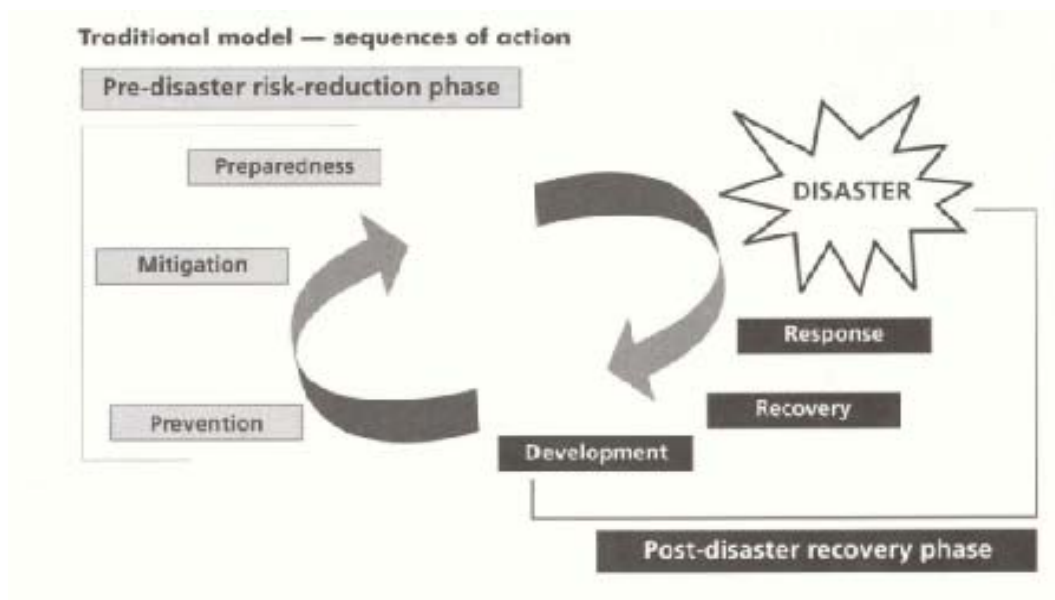 Traditional model — sequences of action
Pre-disaster risk-reduction phase
Preparedness
DISASTER
Mitigation
Response
Recovery
Prevention
Development
Post-disaster recovery phase